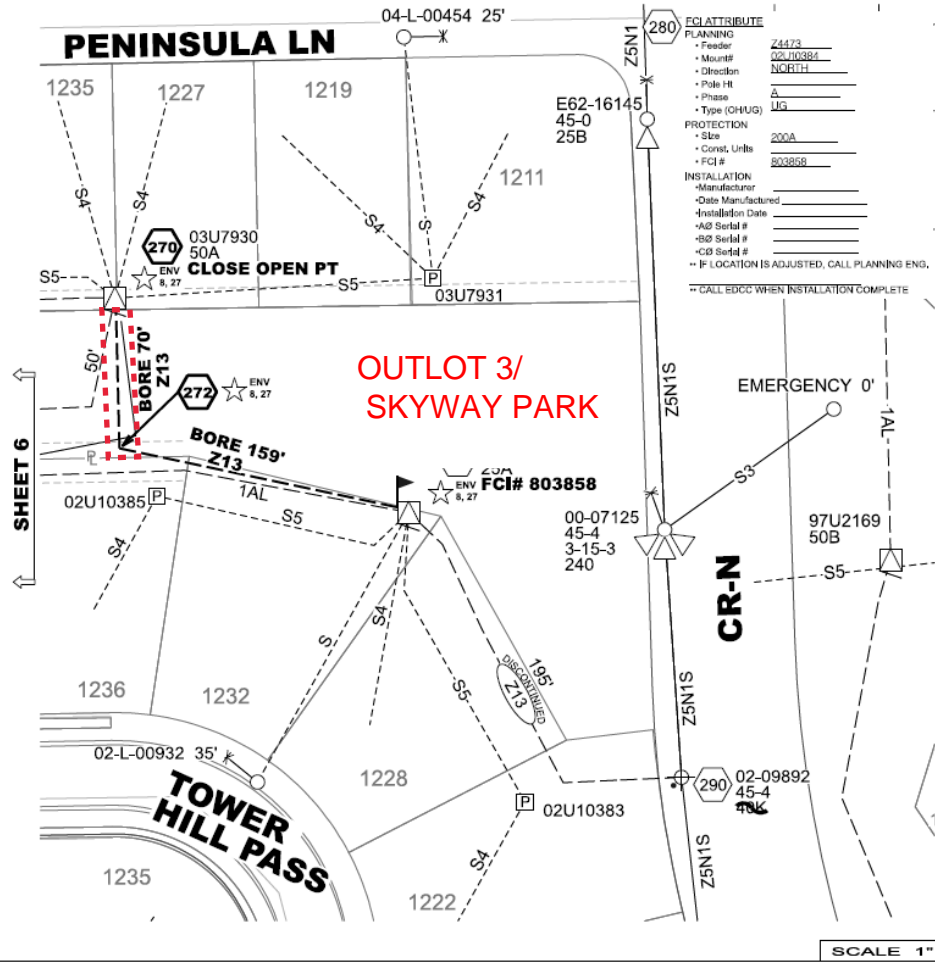 04-L-00454 25'
PENINSULA LN
1235
1227
1219
1211
S4
S4
S4
S
S4
Z5N1
280
E62-16145
45-0
25B
FCI ATTRIBUTE
PLANNING
• Feeder Z4473
• Mount# 02U10384
• Direction NORTH
• Pole Ht
• Phase A
• Type (OH/UG) UG
PROTECTION
• Size 200A
• Const. Units
• FCI # 803858
INSTALLATION
•Manufacturer
•Date Manufactured
•Installation Date
•AØ Serial #
•BØ Serial #
•CØ Serial #
** IF LOCATION IS ADJUSTED, CALL PLANNING ENG,
** CALL EDCC WHEN INSTALLATION COMPLETE
270
03U7930
50A
CLOSE OPEN PT
ENV
8, 27
S5
S5
P
03U7931
50'
BORE 70'
Z13
272
ENV
8, 27
OUTLOT 3/
SKYWAY PARK
Z5N1S
EMERGENCY 0'
1AL
SHEET 6
PL
BORE 159'
Z13
1AL
02U10385
P
S5
S4
25A
FCI# 803858
ENV
8, 27
S3
00-07125
45-4
3-15-3
240
97U2169
50B
S5
CR-N
S
S4
S5
DISCONTINUED
Z13
195'
Z5N1S
1236
1232
1228
02-L-00932 35'
TOWER
HILL PASS
P
02U10383
S4
290
02-09892
45-4
40K
Z5N1S
1235
1222
SCALE 1"